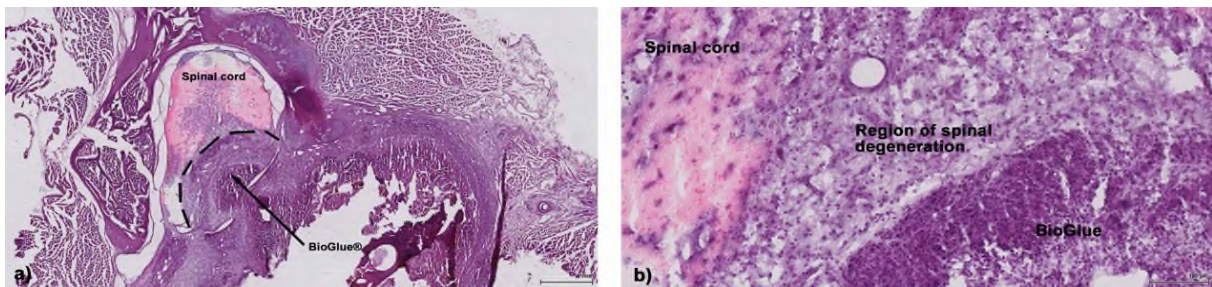 Spinal cord
BioGlue®
a)
Spinal cord
Region of spinal
degeneration
BioGlue
b)